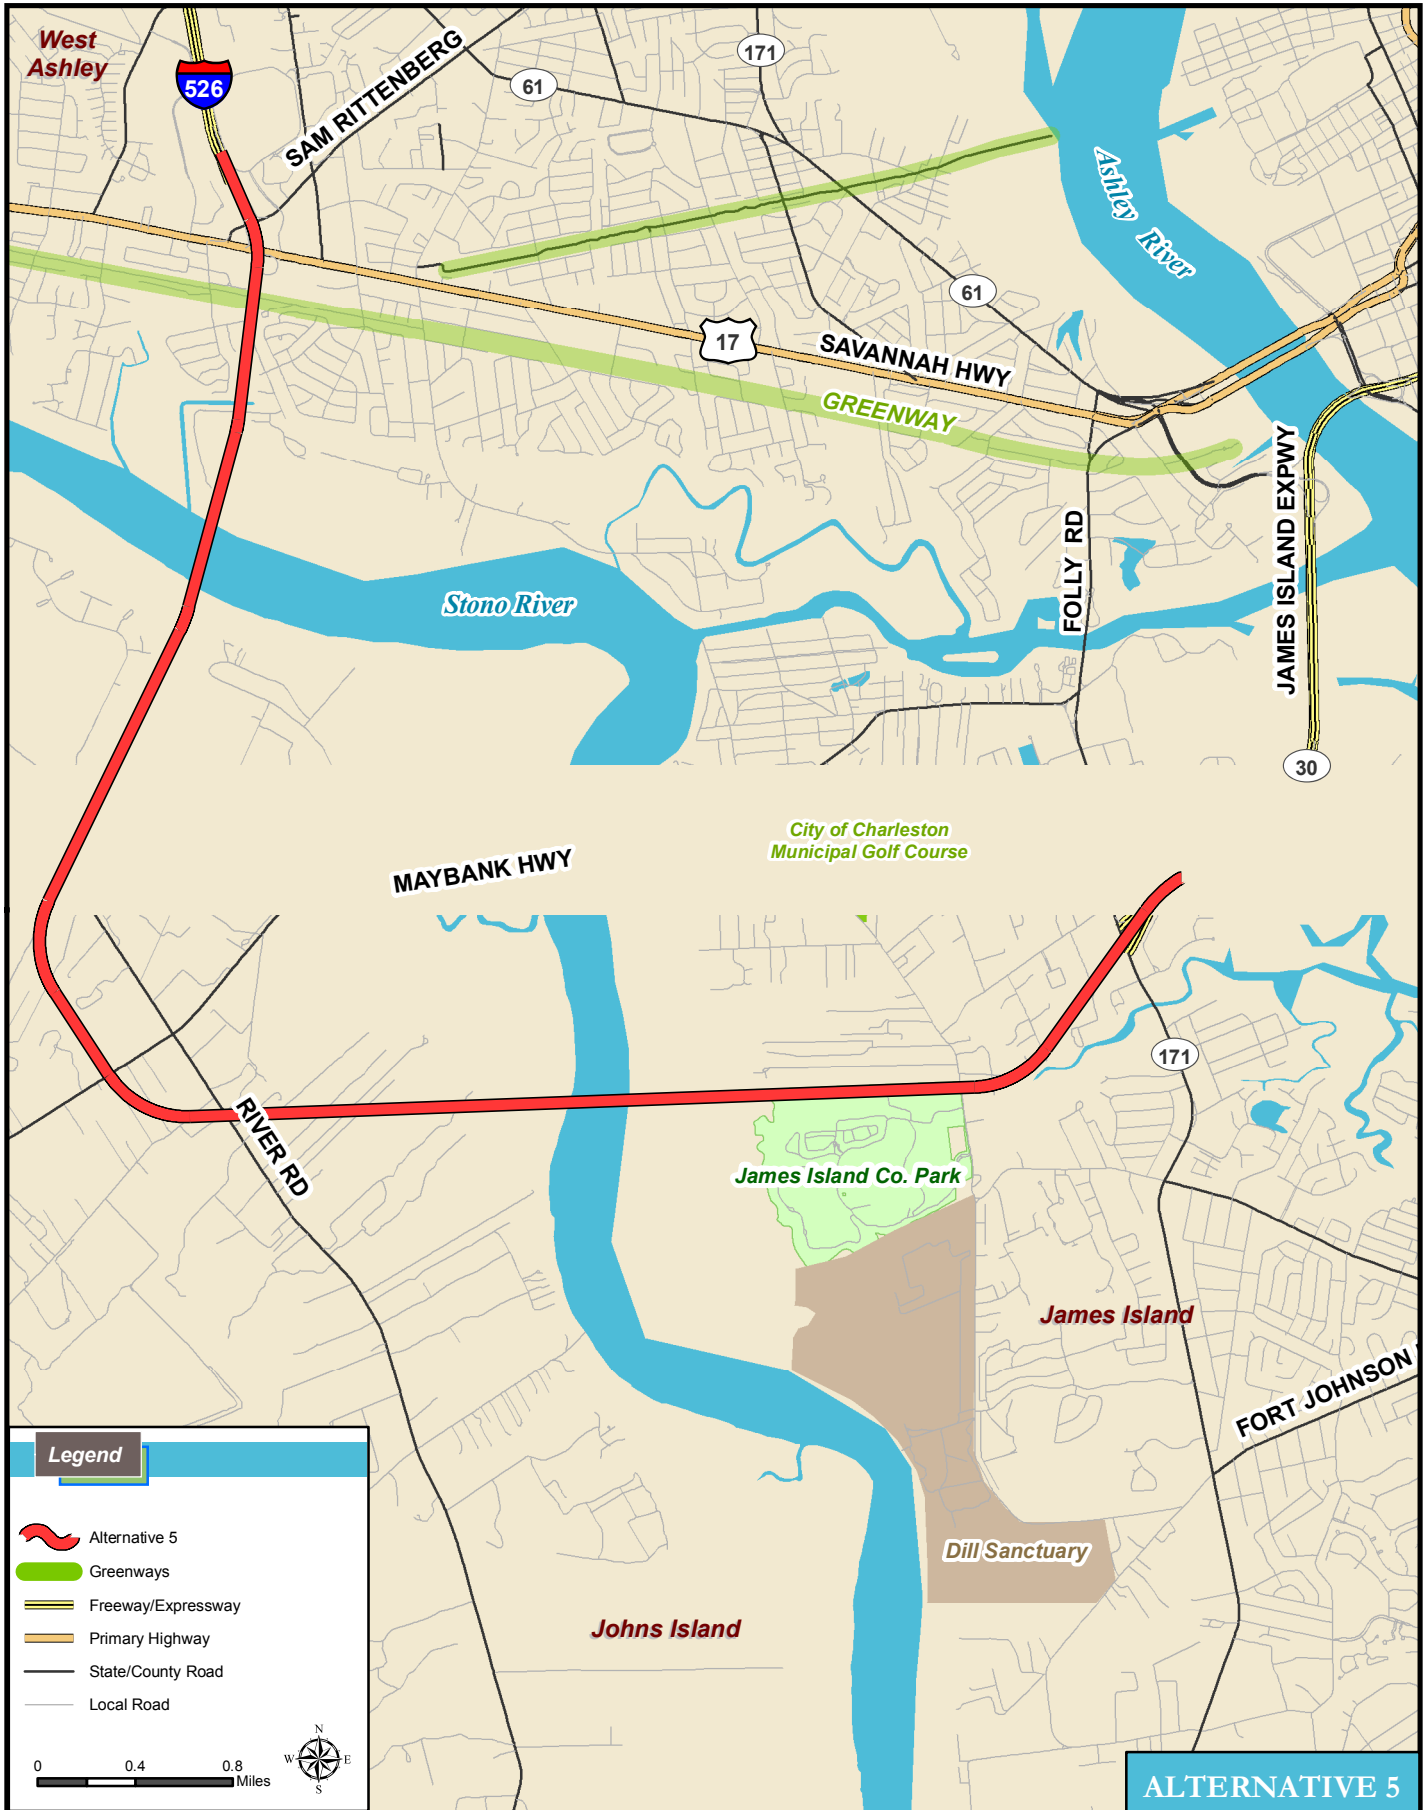 West
Ashley
526
SAM RITTENBERG
61
171
Ashley River
61
17
SAVANNAH HWY
GREENWAY
FOLLY RD
JAMES ISLAND EXPWY
Stono River
30
City of Charleston
Municipal Golf Course
MAYBANK HWY
171
RIVER RD
James Island Co. Park
James Island
FORT JOHNSON
Dill Sanctuary
Johns Island
Legend
Alternative 5
Greenways
Freeway/Expressway
Primary Highway
State/County Road
Local Road
N
W E
S
0 0.4 0.8
Miles
ALTERNATIVE 5